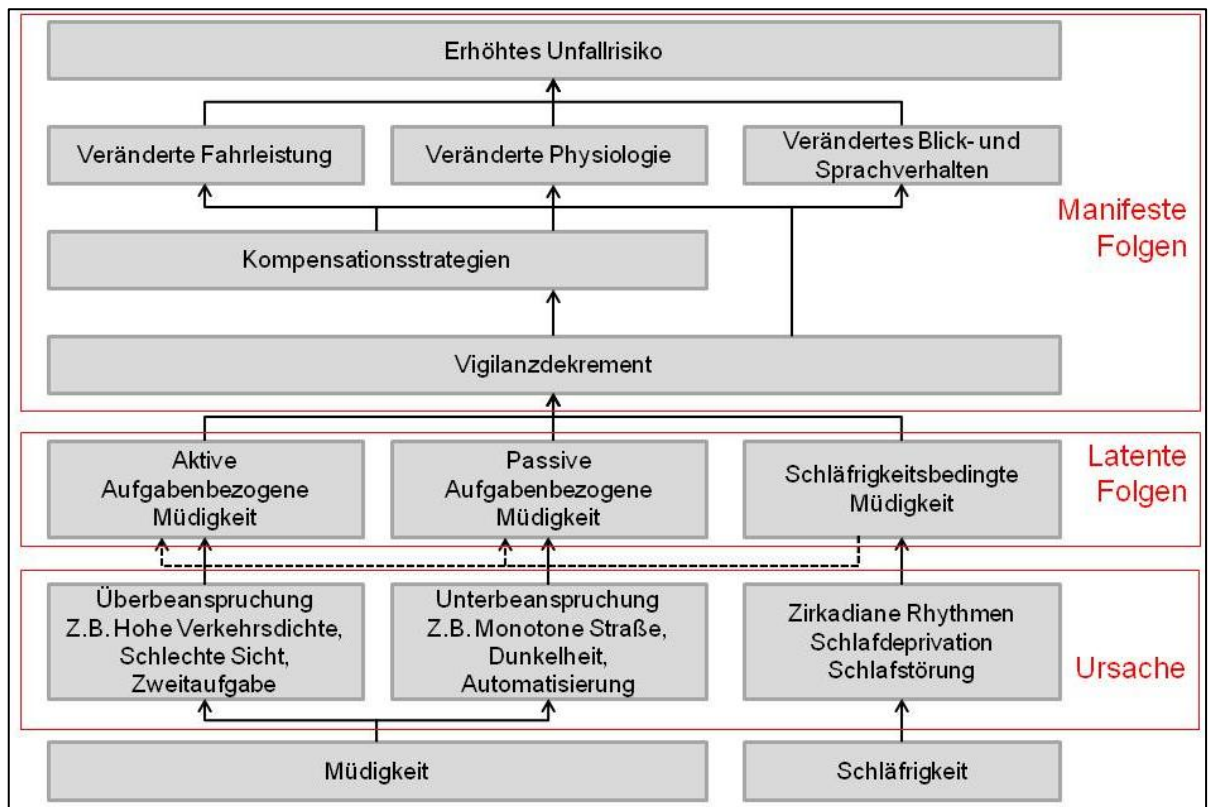 Erhöhtes Unfallrisiko
Veränderte Fahrleistung
Veränderte Physiologie
Verändertes Blick- und
Sprachverhalten
Manifeste
Folgen
Kompensationsstrategien
Vigilanzdekrement
Aktive
Aufgabenbezogene
Müdigkeit
Passive
Aufgabenbezogene
Müdigkeit
Schläfrigkeitsbedingte
Müdigkeit
Latente
Folgen
Überbeanspruchung
Z.B. Hohe Verkehrsdichte,
Schlechte Sicht,
Zweitaufgabe
Unterbeanspruchung
Z.B. Monotone Straße,
Dunkelheit,
Automatisierung
Zirkadiane Rhythmen
Schlafdeprivation
Schlafstörung
Ursache
Müdigkeit
Schläfrigkeit